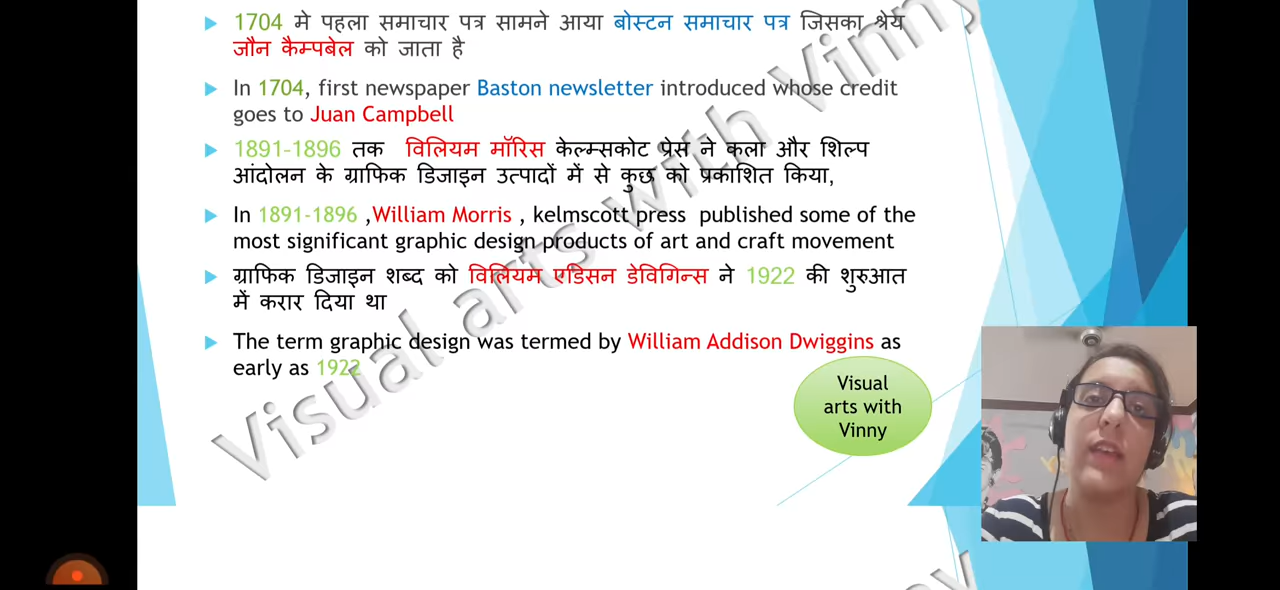 1704 मे पहला समाचार पत्र सामने आया बोस्टन समाचार पत्र जिसका श्रेय
जौन कैम्पबेल को जाता है
In 1704, first newspaper Baston newsletter introduced whose credit
goes to Juan Campbell
1891-1896 तक विलियम मॉरिस केल्म्सकोट प्रेस ने कला और शिल्प
आंदोलन के ग्राफिक डिजाइन उत्पादों में से कुछ को प्रकाशित किया,
In 1891-1896 ,William Morris , kelmscott press published some of the
most significant graphic design products of art and craft movement
ग्राफिक डिजाइन शब्द को विलियम एडिसन डेविगिन्स ने 1922 की शुरुआत
में करार दिया था
The term graphic design was termed by William Addison Dwiggins as
early as 1922
Visual
arts with
Vinny
Visual arts with Vinny